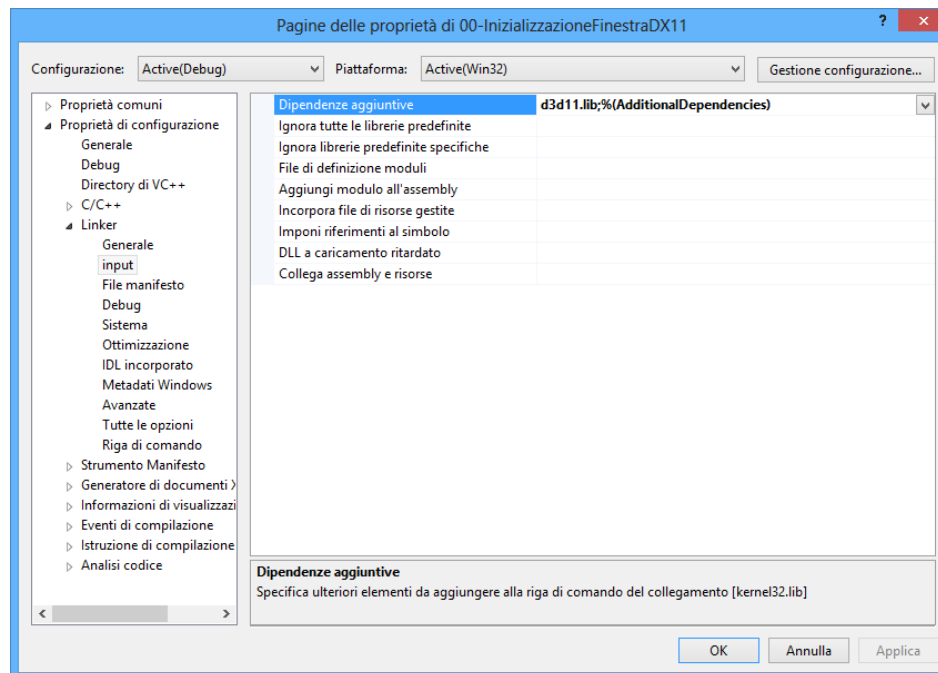 Pagine delle proprietà di 00-InizializzazioneFinestraDX11
?
×
Configurazione: Active(Debug) Piattaforma: Active(Win32) Gestione configurazione...
Proprietà comuni
Proprietà di configurazione
Generale
Debug
Directory di VC++
C/C++
Linker
Generale
input
File manifesto
Debug
Sistema
Ottimizzazione
IDL incorporato
Metadati Windows
Avanzate
Tutte le opzioni
Riga di comando
Strumento Manifesto
Generatore di documenti X
Informazioni di visualizzazi
Eventi di compilazione
Istruzione di compilazione
Analisi codice
Dipendenze aggiuntive d3d11.lib;%(AdditionalDependencies)
Ignora tutte le librerie predefinite
Ignora librerie predefinite specifiche
File di definizione moduli
Aggiungi modulo all'assembly
Incorpora file di risorse gestite
Imponi riferimenti al simbolo
DLL a caricamento ritardato
Collega assembly e risorse
Dipendenze aggiuntive
Specifica ulteriori elementi da aggiungere alla riga di comando del collegamento [kernel32.lib]
OK Annulla Applica